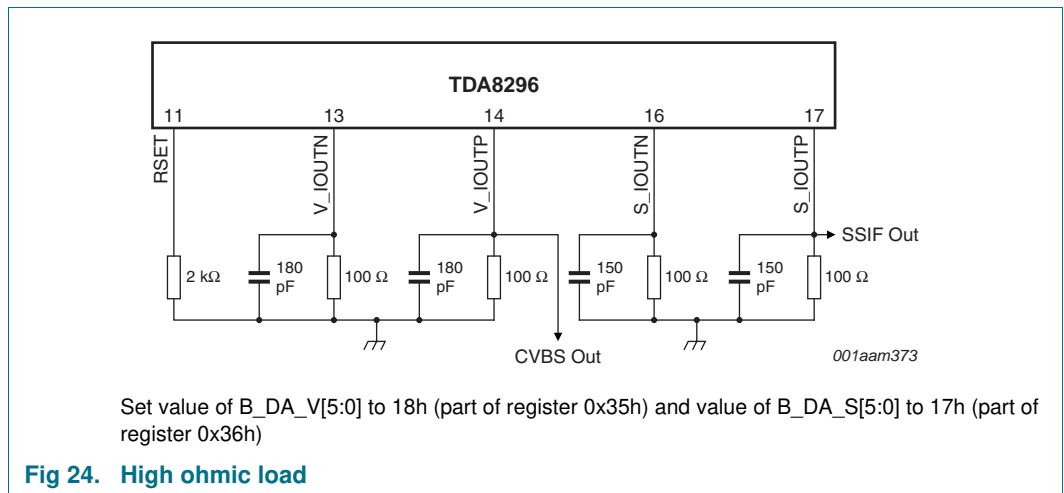 TDA8296
11 13 14 16 17
RSET
V_IOUTN
V_IOUTP
S_IOUTN
S_IOUTP
SSIF Out
2 kΩ
180 pF
100 Ω
180 pF
100 Ω
150 pF
100 Ω
150 pF
100 Ω
CVBS Out
001aam373
Set value of B_DA_V[5:0] to 18h (part of register 0x35h) and value of B_DA_S[5:0] to 17h (part of
register 0x36h)
Fig 24. High ohmic load